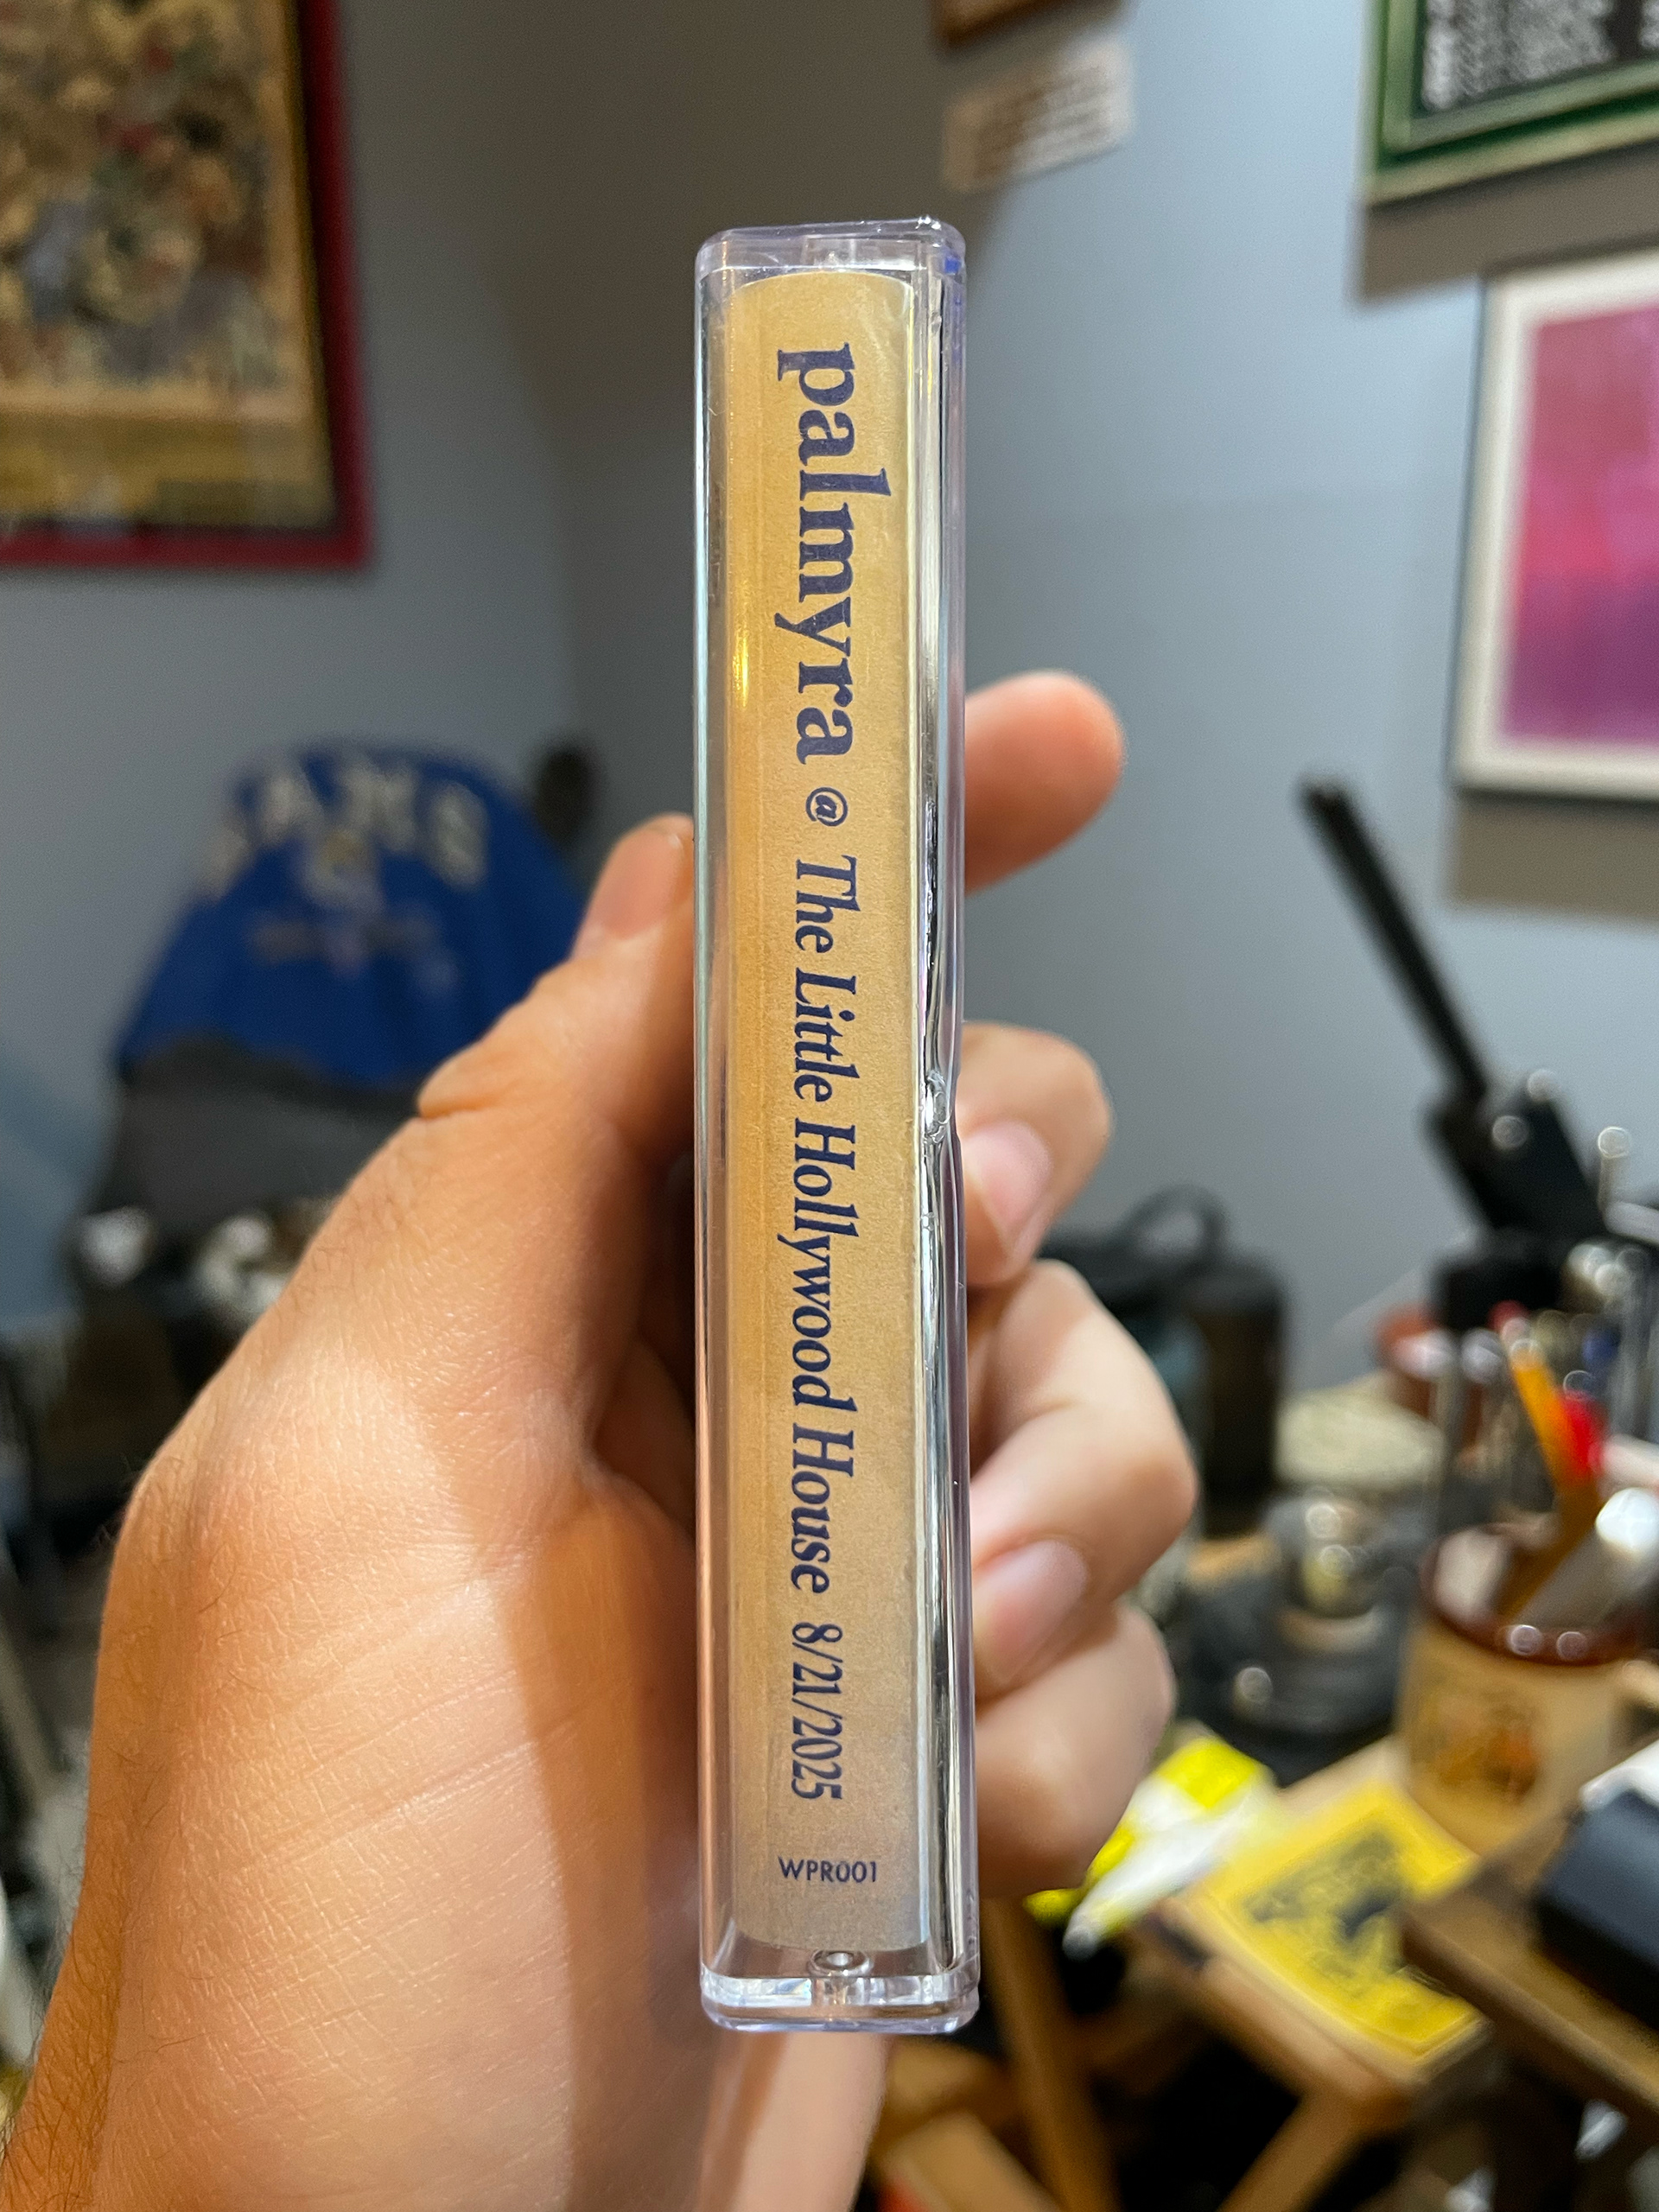 palmyra @ The Little Hollywood House 8/21/2025
WPR001